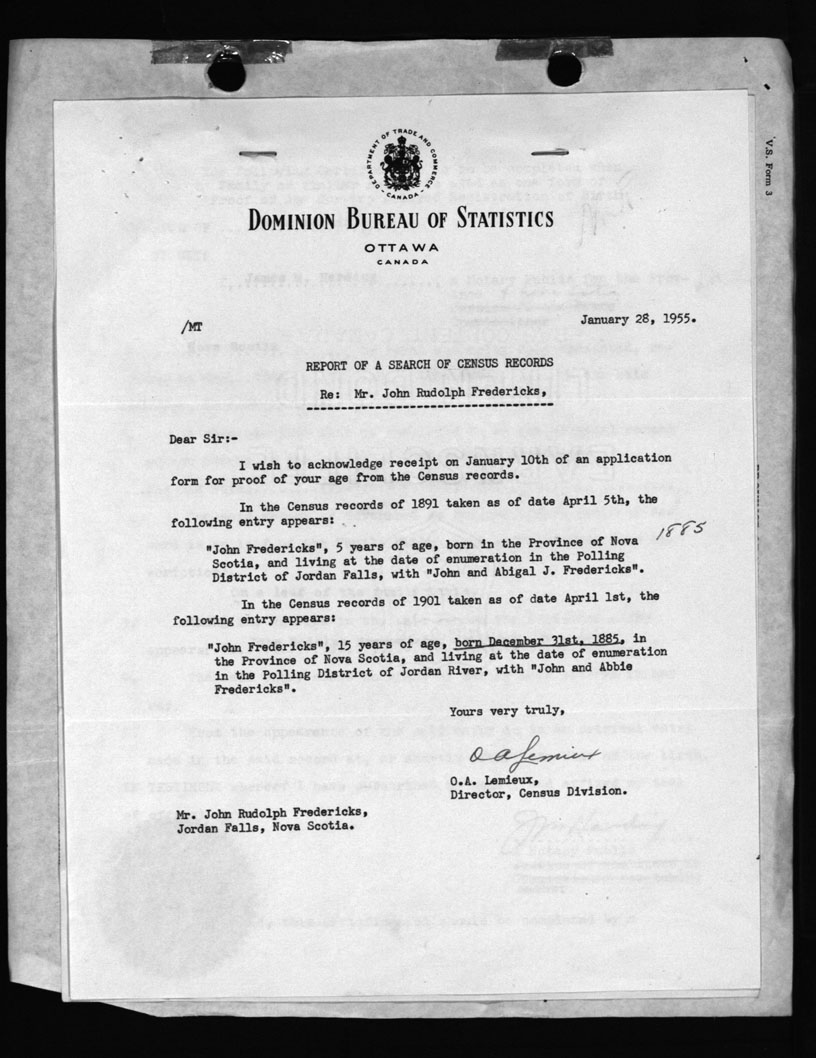 V.S. Form 3
DEPARTMENT OF TRADE AND COMMERCE
CANADA
DOMINION BUREAU OF STATISTICS
OTTAWA
CANADA
/MT
January 28, 1955.
REPORT OF A SEARCH OF CENSUS RECORDS
Re: Mr. John Rudolph Fredericks,
Dear Sir:-
I wish to acknowledge receipt on January 10th of an application
form for proof of your age from the Census records.
In the Census records of 1891 taken as of date April 5th, the
following entry appears:
"John Fredericks", 5 years of age, born in the Province of Nova
1885
Scotia, and living at the date of enumeration in the Polling
District of Jordan Falls, with "John and Abigal J. Fredericks".
In the Census records of 1901 taken as of date April 1st, the
following entry appears:
"John Fredericks", 15 years of age, born December 31st, 1885, in
the Province of Nova Scotia, and living at the date of enumeration
in the Polling District of Jordan River, with "John and Abbie
Fredericks".
Yours very truly,
O A Lemieux
O.A. Lemieux,
Director, Census Division.
Mr. John Rudolph Fredericks,
Jordan Falls, Nova Scotia.